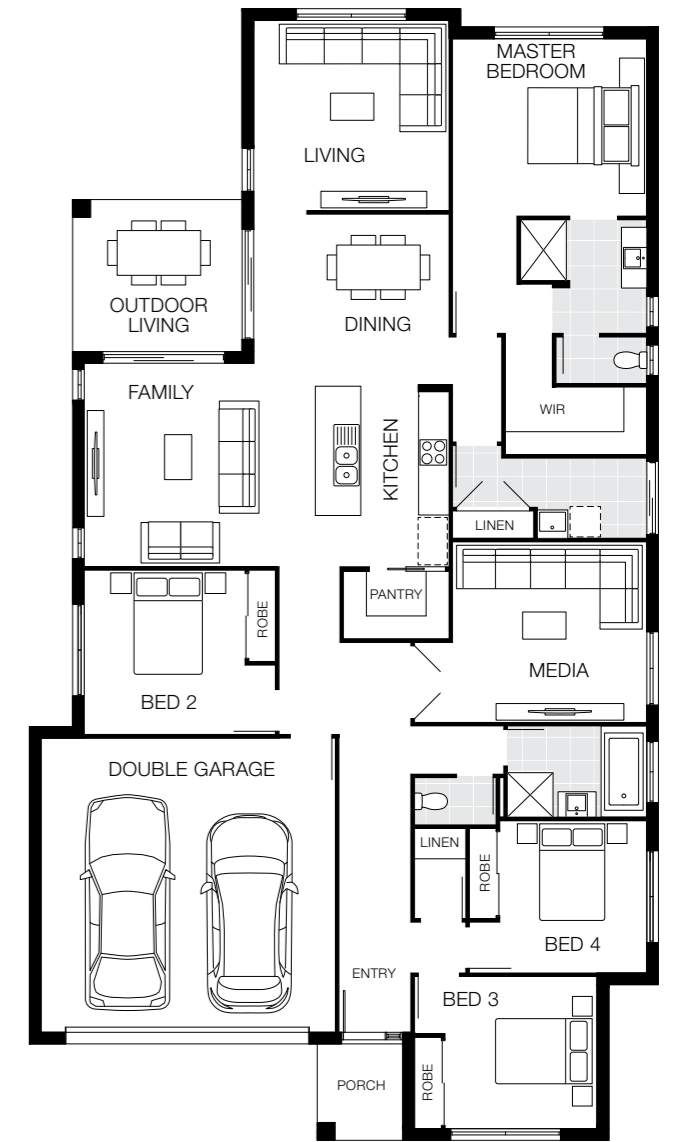 MASTER
BEDROOM
LIVING
OUTDOOR
LIVING
DINING
FAMILY
KITCHEN
WIR
LINEN
PANTRY
ROBE
MEDIA
BED 2
DOUBLE GARAGE
LINEN
ROBE
BED 4
ENTRY
BED 3
PORCH
ROBE